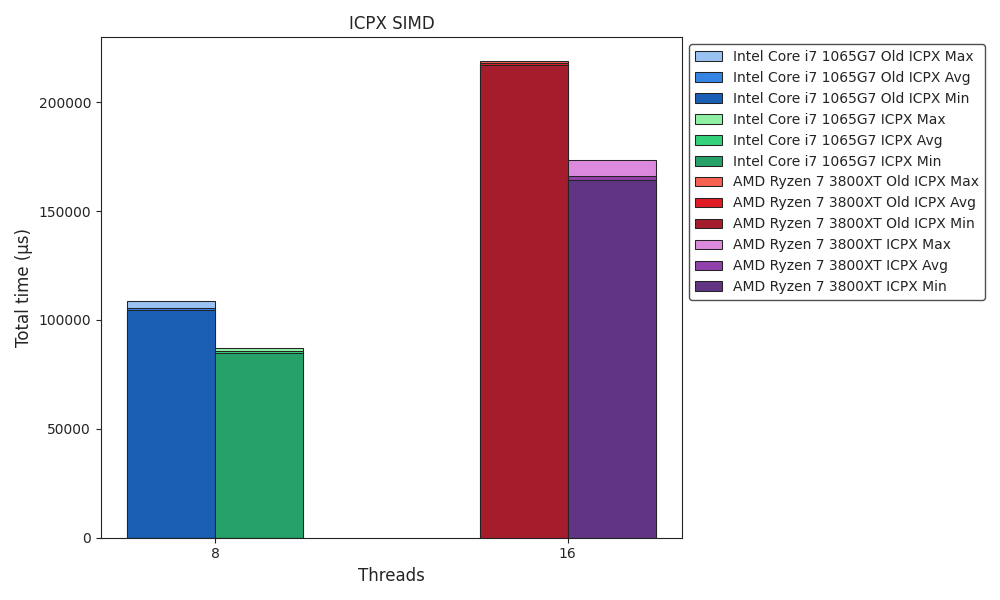 ICPX SIMD
Total time (µs)
200000
150000
100000
50000
0
8
16
Threads
Intel Core i7 1065G7 Old ICPX Max
Intel Core i7 1065G7 Old ICPX Avg
Intel Core i7 1065G7 Old ICPX Min
Intel Core i7 1065G7 ICPX Max
Intel Core i7 1065G7 ICPX Avg
Intel Core i7 1065G7 ICPX Min
AMD Ryzen 7 3800XT Old ICPX Max
AMD Ryzen 7 3800XT Old ICPX Avg
AMD Ryzen 7 3800XT Old ICPX Min
AMD Ryzen 7 3800XT ICPX Max
AMD Ryzen 7 3800XT ICPX Avg
AMD Ryzen 7 3800XT ICPX Min